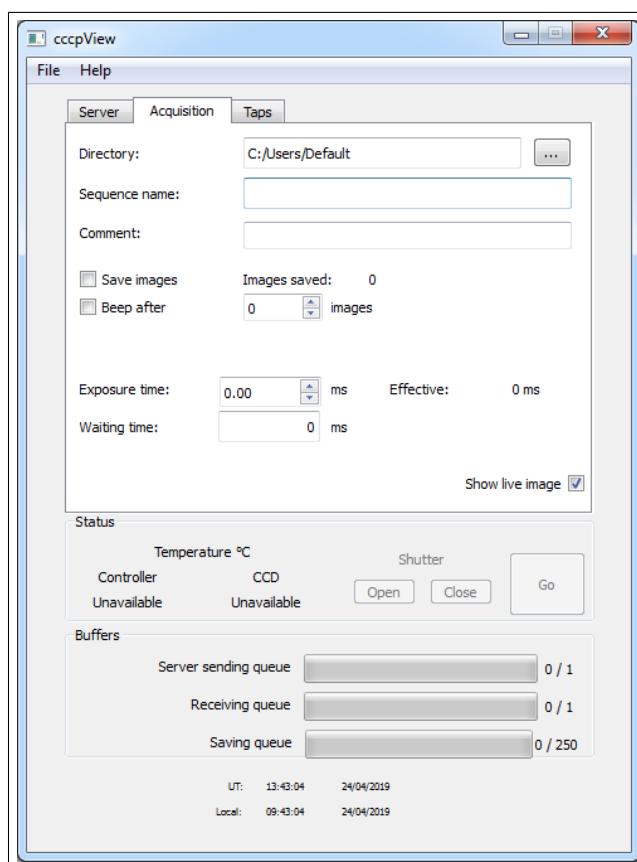 cccpView
File Help
Server Acquisition Taps
Directory: C:/Users/Default ...
Sequence name:
Comment:
Save images Images saved: 0
Beep after 0 images
Exposure time: 0.00 ms Effective: 0 ms
Waiting time: 0 ms
Show live image
Status
Temperature °C
Shutter
Controller CCD
Open Close Go
Unavailable Unavailable
Buffers
Server sending queue 0 / 1
Receiving queue 0 / 1
Saving queue 0 / 250
UT: 13:43:04 24/04/2019
Local: 09:43:04 24/04/2019